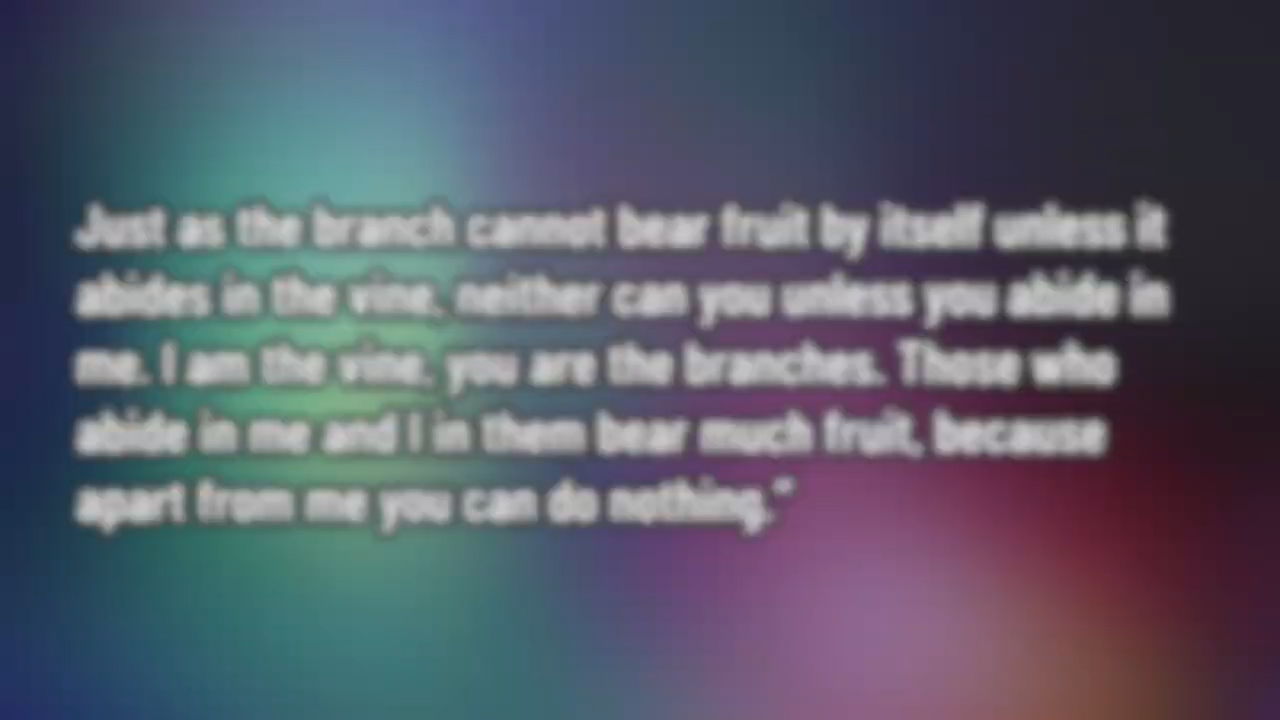 Just as the branch cannot bear fruit by itself unless it
abides in the vine, neither can you unless you abide in
me. I am the vine, you are the branches. Those who
abide in me and I in them bear much fruit, because
apart from me you can do nothing."